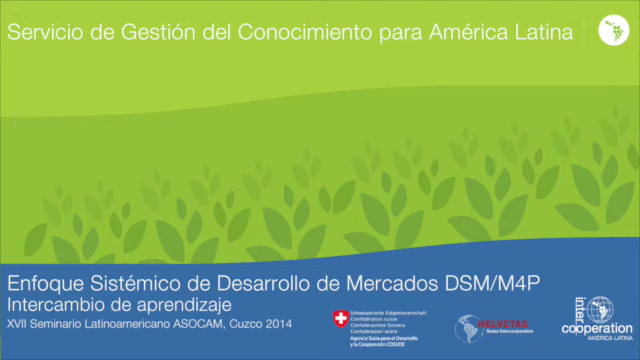 Servicio de Gestión del Conocimiento para América Latina
Enfoque Sistémico de Desarrollo de Mercados DSM/M4P
Intercambio de aprendizaje
XVII Seminario Latinoamericano ASOCAM, Cuzco 2014
Schweizerische Eidgenossenschaft
Confédération suisse
Confederazione Svizzera
Confederaziun svizra
Agencia Suiza para el Desarrollo
y la Cooperación COSUDE
HELVETAS
Swiss Intercooperation
inter
cooperation
AMÉRICA LATINA